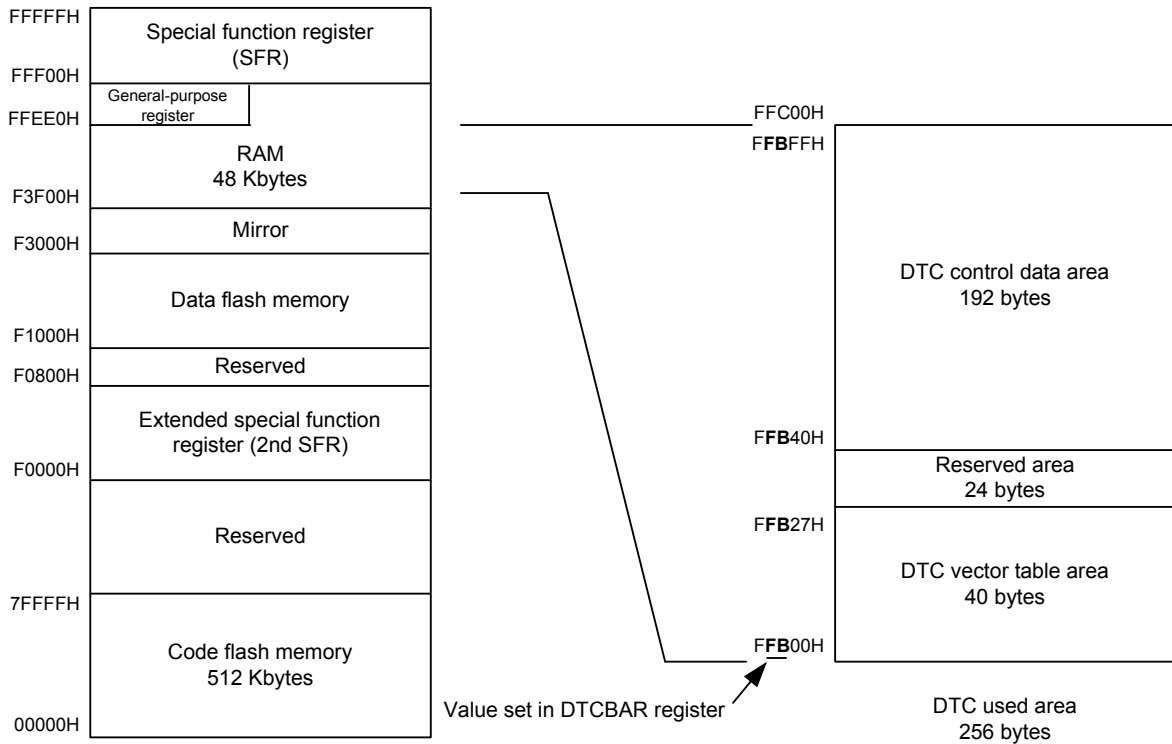 FFFFFH
Special function register
(SFR)
FFF00H
General-purpose
register
FFEE0H
RAM
48 Kbytes
F3F00H
Mirror
F3000H
Data flash memory
F1000H
Reserved
F0800H
Extended special function
register (2nd SFR)
F0000H
Reserved
7FFFFH
Code flash memory
512 Kbytes
00000H
FFC00H
FFBFFH
DTC control data area
192 bytes
FFB40H
Reserved area
24 bytes
FFB27H
DTC vector table area
40 bytes
FFB00H
Value set in DTCBAR register
DTC used area
256 bytes